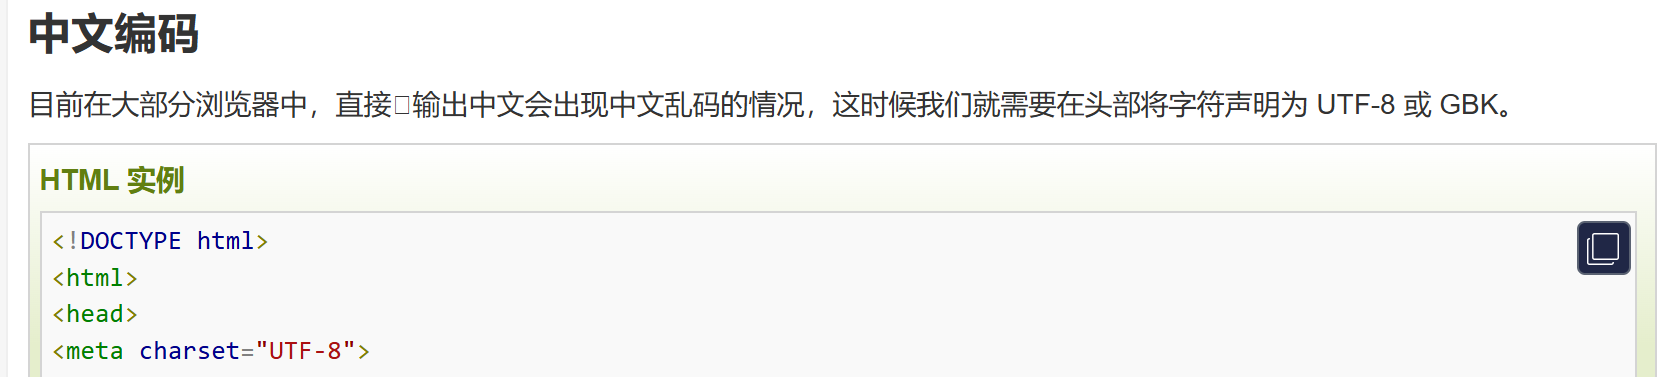 中文编码
目前在大部分浏览器中，直接□输出中文会出现中文乱码的情况，这时候我们就需要在头部将字符声明为 UTF-8 或 GBK。
HTML 实例
<!DOCTYPE html>
<html>
<head>
<meta charset="UTF-8">